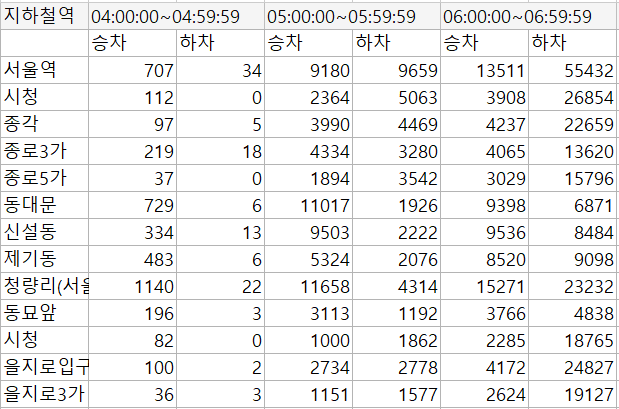 지하철역 04:00:00~04:59:59 05:00:00~05:59:59 06:00:00~06:59:59
승차 하차 승차 하차 승차 하차
서울역 707 34 9180 9659 13511 55432
시청 112 0 2364 5063 3908 26854
종각 97 5 3990 4469 4237 22659
종로3가 219 18 4334 3280 4065 13620
종로5가 37 0 1894 3542 3029 15796
동대문 729 6 11017 1926 9398 6871
신설동 334 13 9503 2222 9536 8484
제기동 483 6 5324 2076 8520 9098
청량리(서울 1140 22 11658 4314 15271 23232
동묘앞 196 3 3113 1192 3766 4838
시청 82 0 1000 1862 2285 18765
을지로입구 100 2 2734 2778 4172 24827
을지로3가 36 3 1151 1577 2624 19127